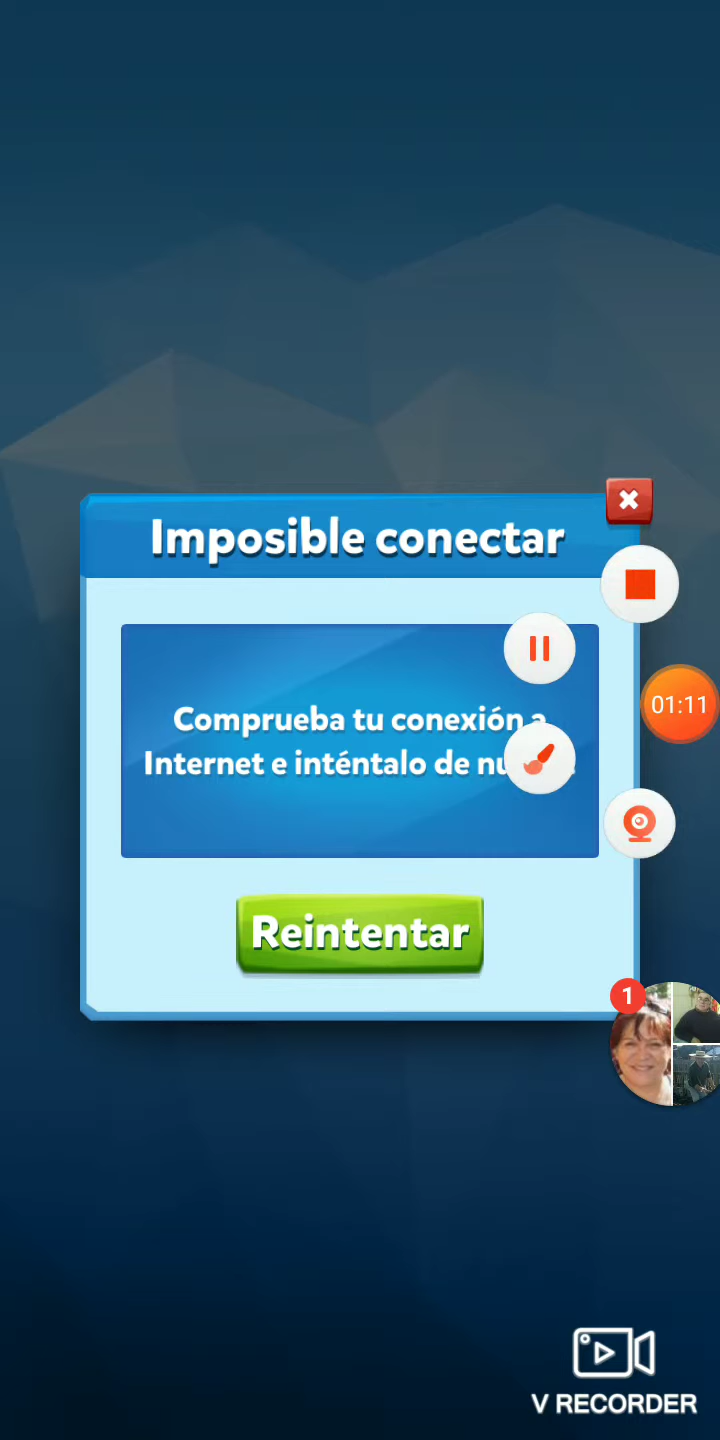 Imposible conectar
Comprueba tu conexión a
Internet e inténtalo de
Reintentar
01:11
1
V RECORDER